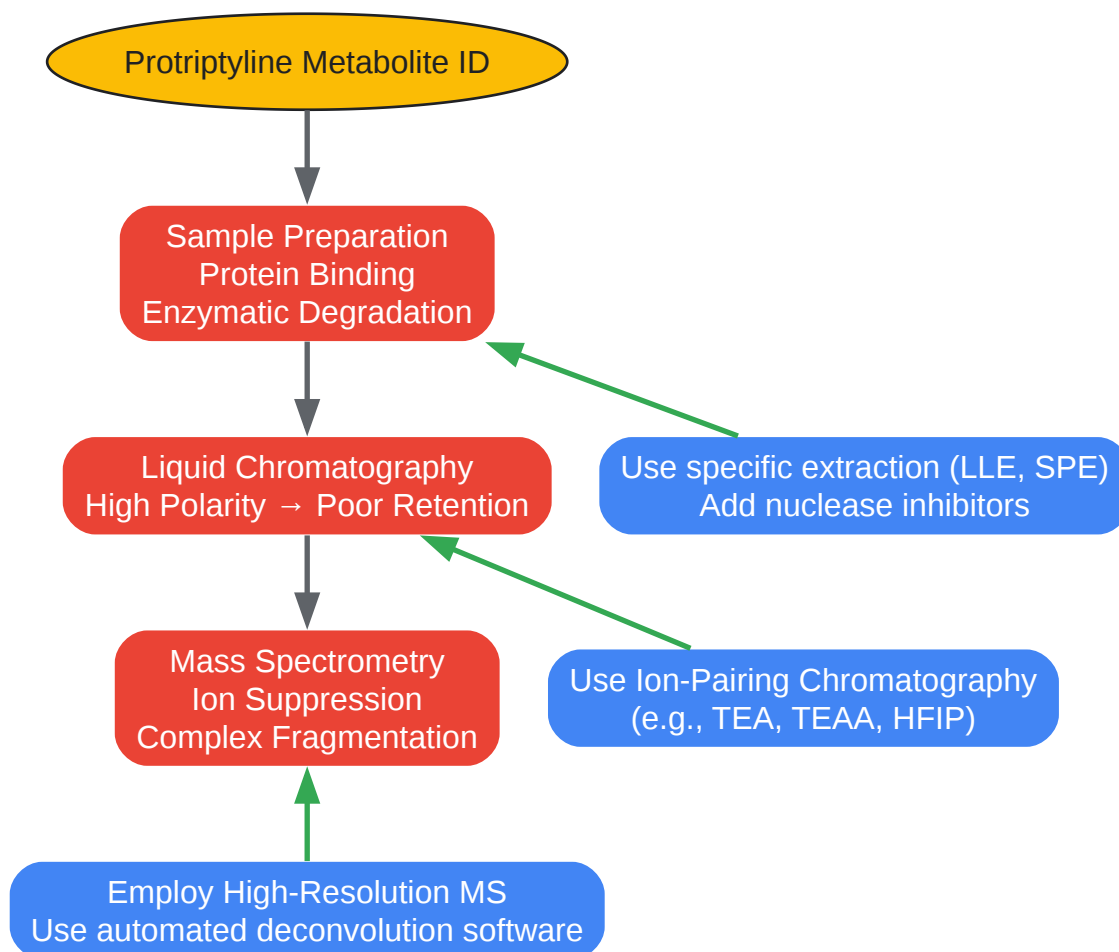 Protriptyline Metabolite ID
Sample Preparation
Protein Binding
Enzymatic Degradation
Liquid Chromatography
High Polarity → Poor Retention
Use specific extraction (LLE, SPE)
Add nuclease inhibitors
Mass Spectrometry
Ion Suppression
Complex Fragmentation
Use Ion-Pairing Chromatography
(e.g., TEA, TEAA, HFIP)
Employ High-Resolution MS
Use automated deconvolution software